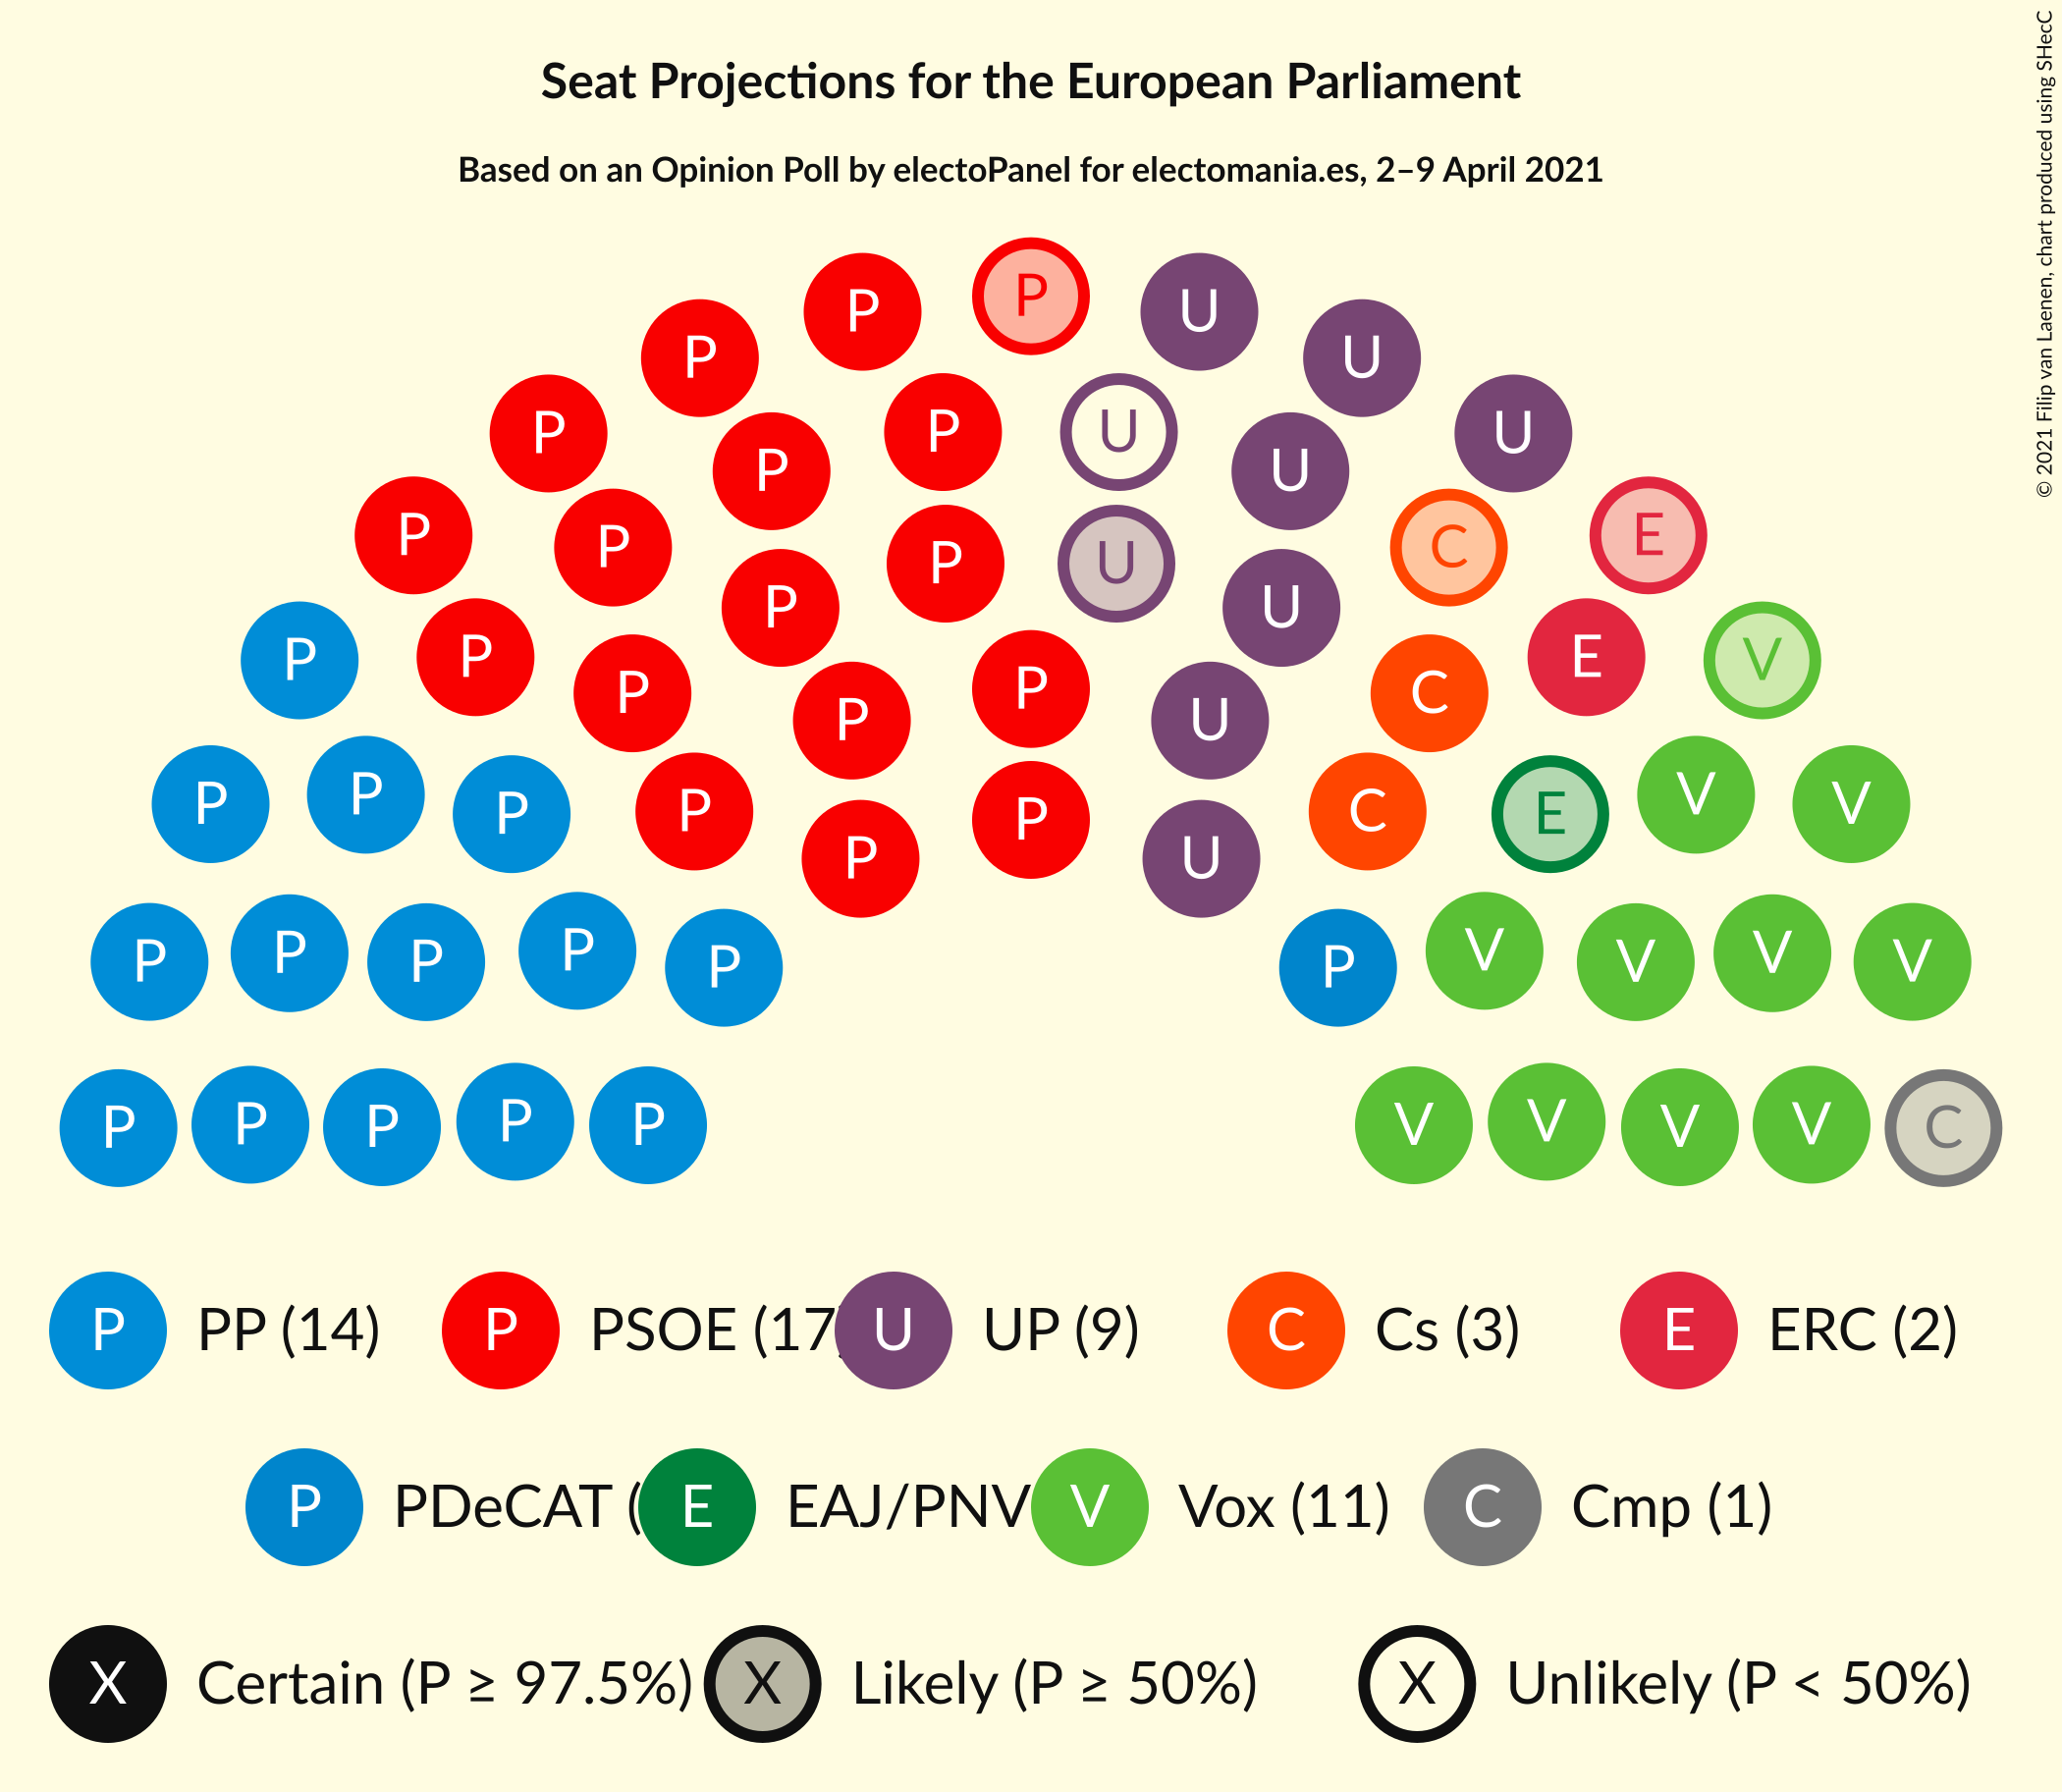 Seat Projections for the European Parliament
Based on an Opinion Poll by electoPanel for electomania.es, 2–9 April 2021
© 2021 Filip van Laenen, chart produced using SHecC
P
P U
P U
P P U
P U
U
P P C E
P P U E
P P U
P P P C V
P P U
P P P P P C E V V
P U
P P P P P P V V V V
P P P P P V V V V C
P PP (14) P PSOE (17 U UP (9) C Cs (3) E ERC (2)
P PDeCAT ( E EAJ/PNV V Vox (11) C Cmp (1)
X Certain (P ≥ 97.5%) X Likely (P ≥ 50%) X Unlikely (P < 50%)